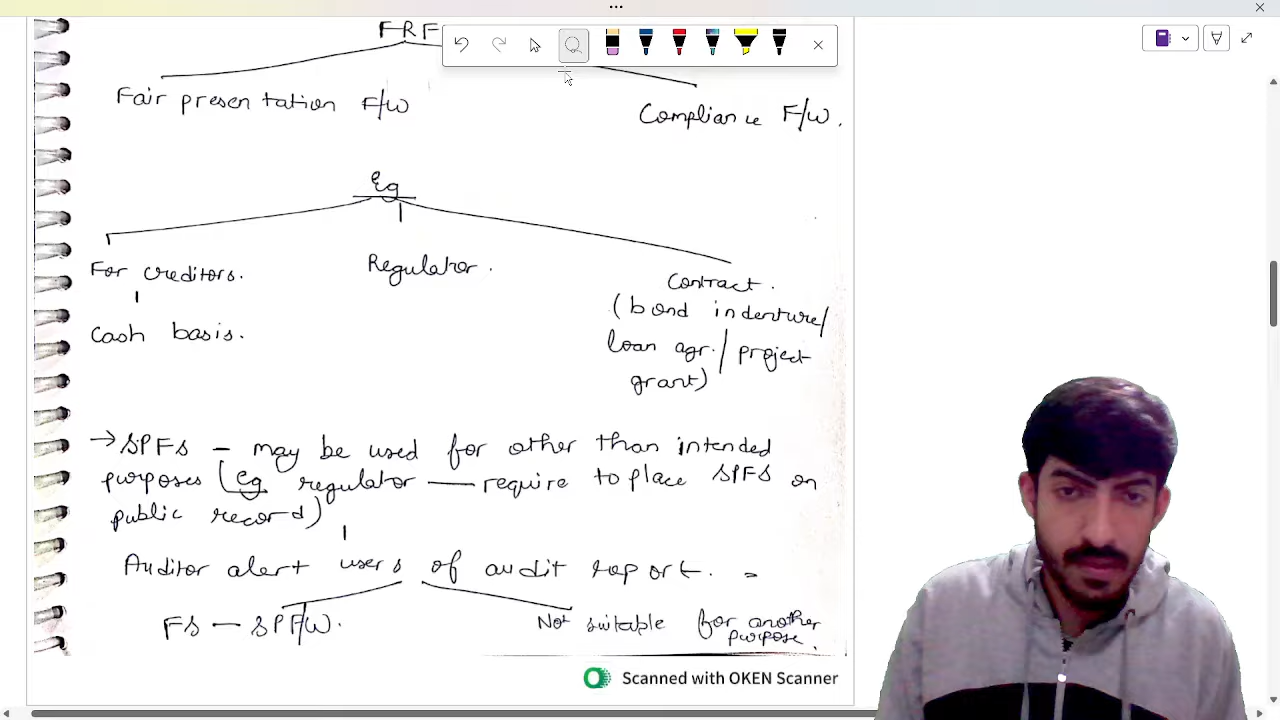 FRF
Fair presentation F/W
Compliance F/W.
Eg
For creditors.
Regulator.
Contract.
(bond indenture/
loan agr./project
grant)
Cash basis.
→ SPFS — may be used for other than intended
purposes (eg regulator — require to place SPFS on
public record)
Auditor alert users of audit report. =
FS — SPF/W.
Not suitable for another
purpose.
Scanned with OKEN Scanner